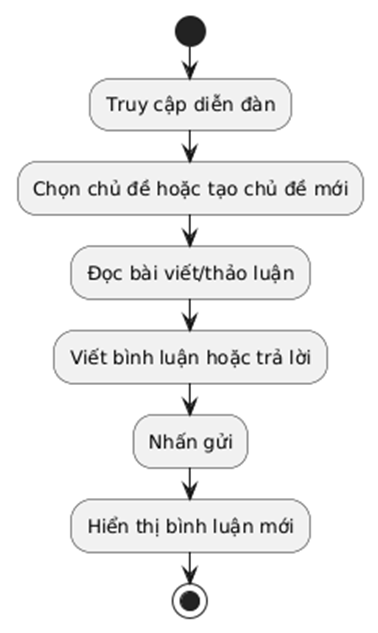 Truy cập diễn đàn
Chọn chủ đề hoặc tạo chủ đề mới
Đọc bài viết/thảo luận
Viết bình luận hoặc trả lời
Nhấn gửi
Hiển thị bình luận mới